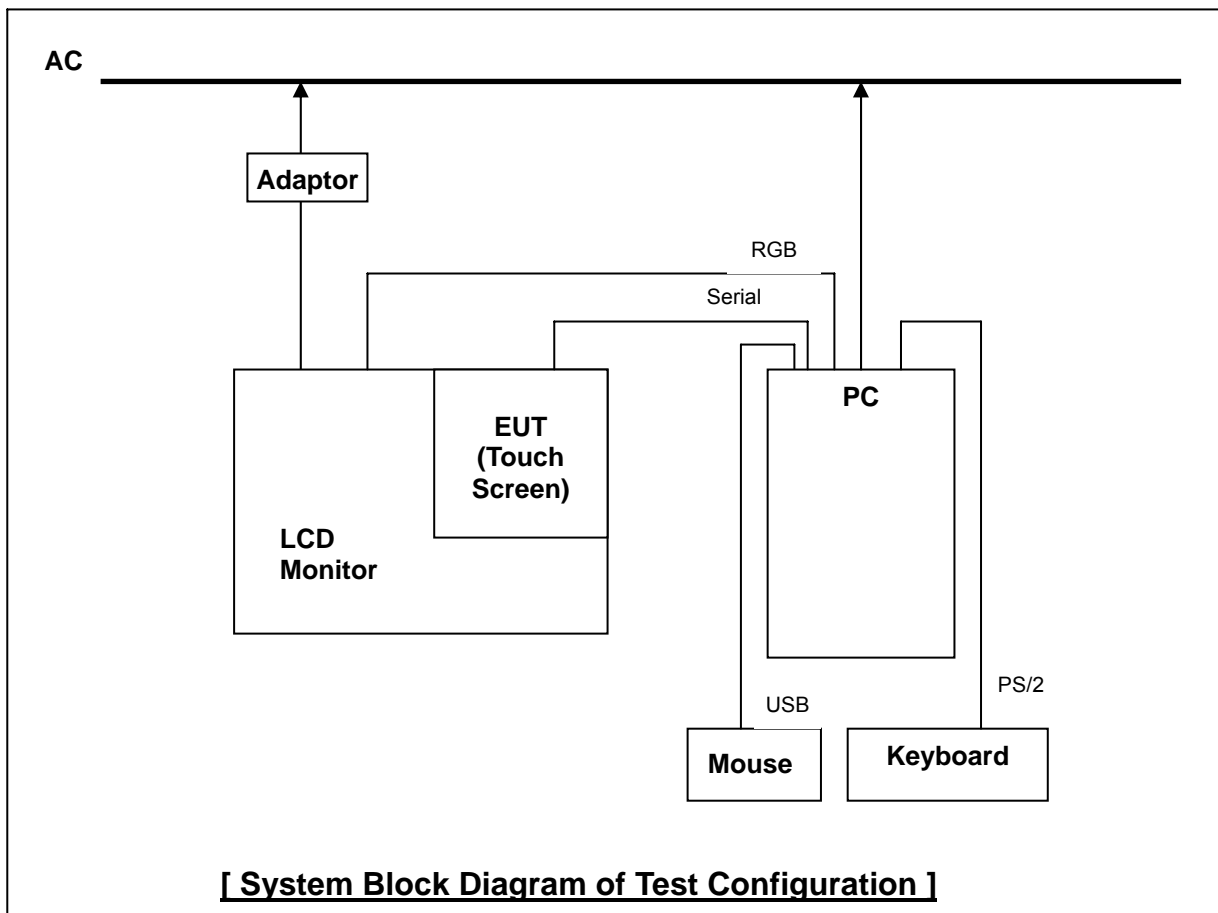 AC
Adaptor
RGB
Serial
PC
EUT
(Touch
Screen)
LCD
Monitor
PS/2
USB
Mouse
Keyboard
[ System Block Diagram of Test Configuration ]